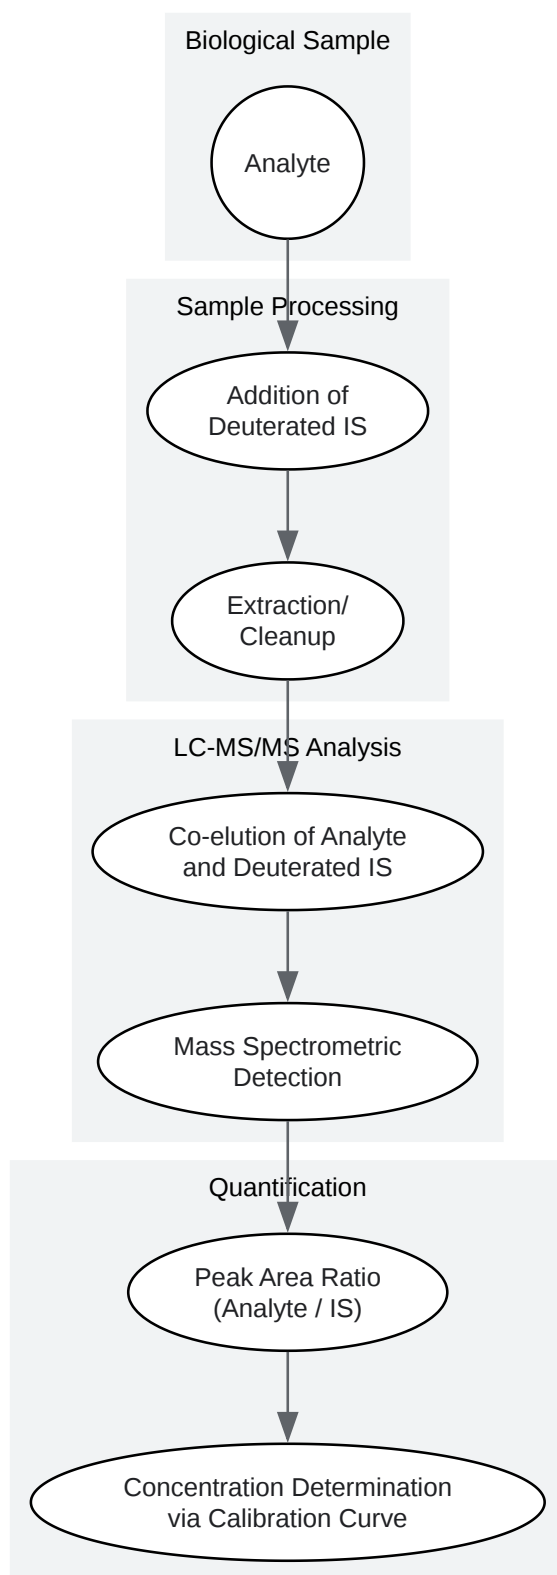 Biological Sample
Analyte
Sample Processing
Addition of
Deuterated IS
Extraction/
Cleanup
LC-MS/MS Analysis
Co-elution of Analyte
and Deuterated IS
Mass Spectrometric
Detection
Quantification
Peak Area Ratio
(Analyte / IS)
Concentration Determination
via Calibration Curve